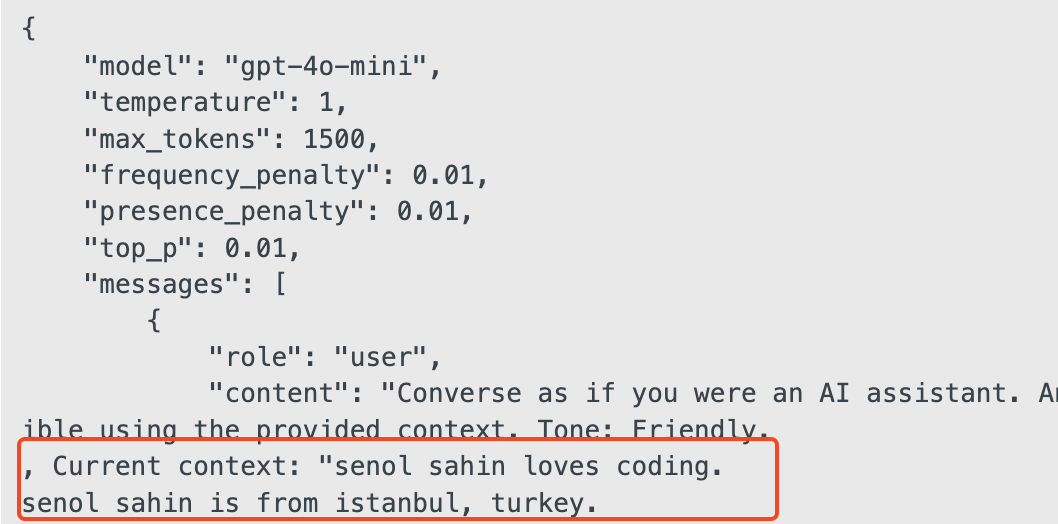 {
"model": "gpt-4o-mini",
"temperature": 1,
"max_tokens": 1500,
"frequency_penalty": 0.01,
"presence_penalty": 0.01,
"top_p": 0.01,
"messages": [
{
"role": "user",
"content": "Converse as if you were an AI assistant.
ible using the provided context. Tone: Friendly.
, Current context: "senol sahin loves coding.
senol sahin is from istanbul, turkey.